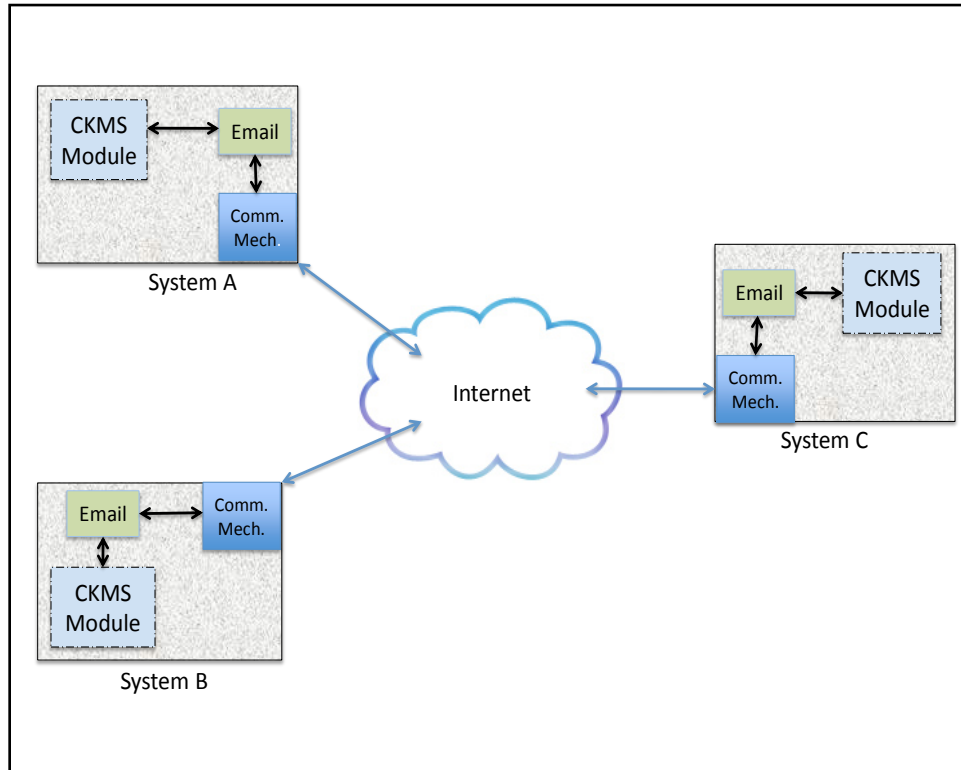 CKMS
Module
Email
Comm.
Mech.
System A
Email
CKMS
Module
Comm.
Mech.
System C
Internet
Email
Comm.
Mech.
CKMS
Module
System B